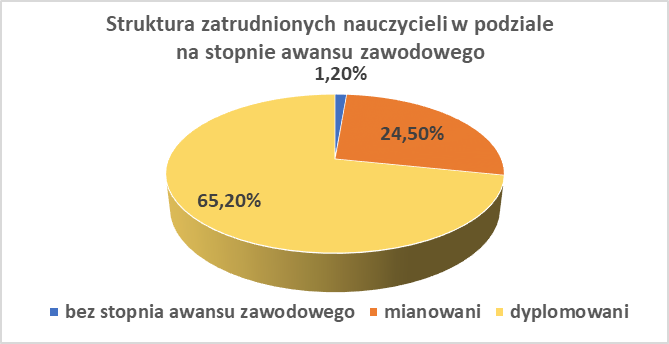 Struktura zatrudnionych nauczycieli w podziale
na stopnie awansu zawodowego
1,20%
24,50%
65,20%
bez stopnia awansu zawodowego mianowani dyplomowani